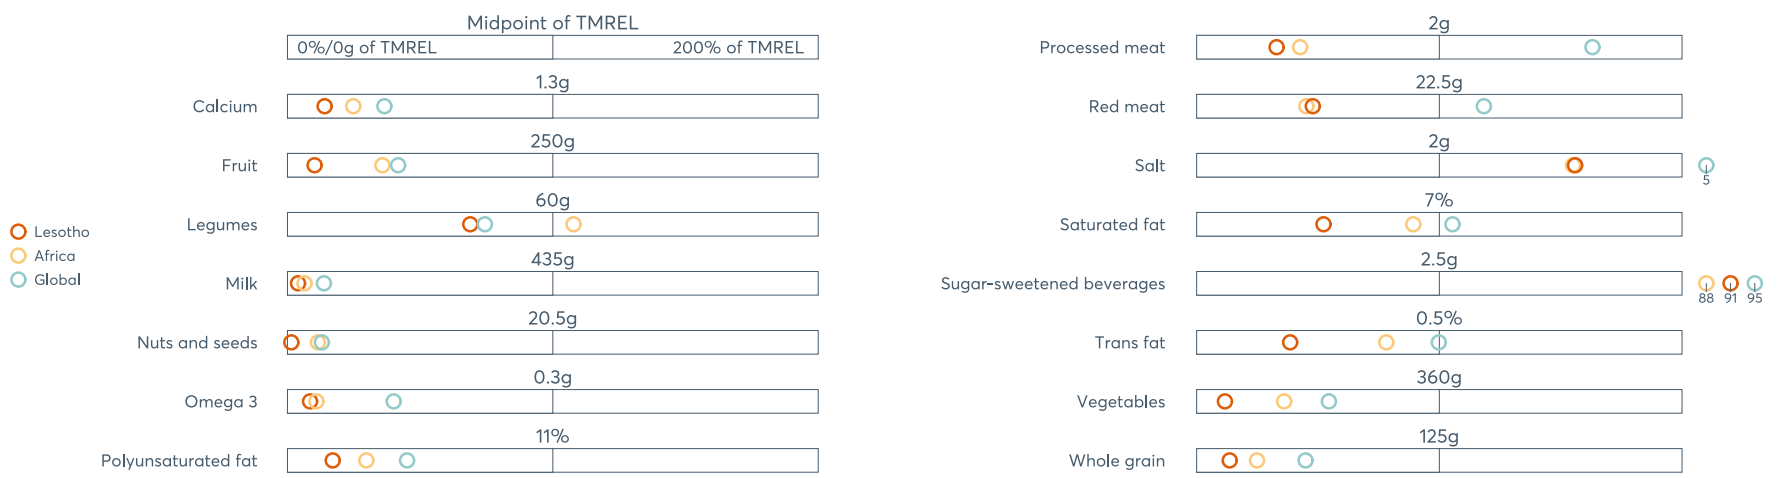 Midpoint of TMREL
0%/0g of TMREL
200% of TMREL
1.3g
Calcium
250g
Fruit
60g
Legumes
435g
Milk
20.5g
Nuts and seeds
0.3g
Omega 3
11%
Polyunsaturated fat
Lesotho
Africa
Global
2g
Processed meat
22.5g
Red meat
2g
Salt
5
7%
Saturated fat
2.5g
Sugar-sweetened beverages
88 91 95
0.5%
Trans fat
360g
Vegetables
125g
Whole grain